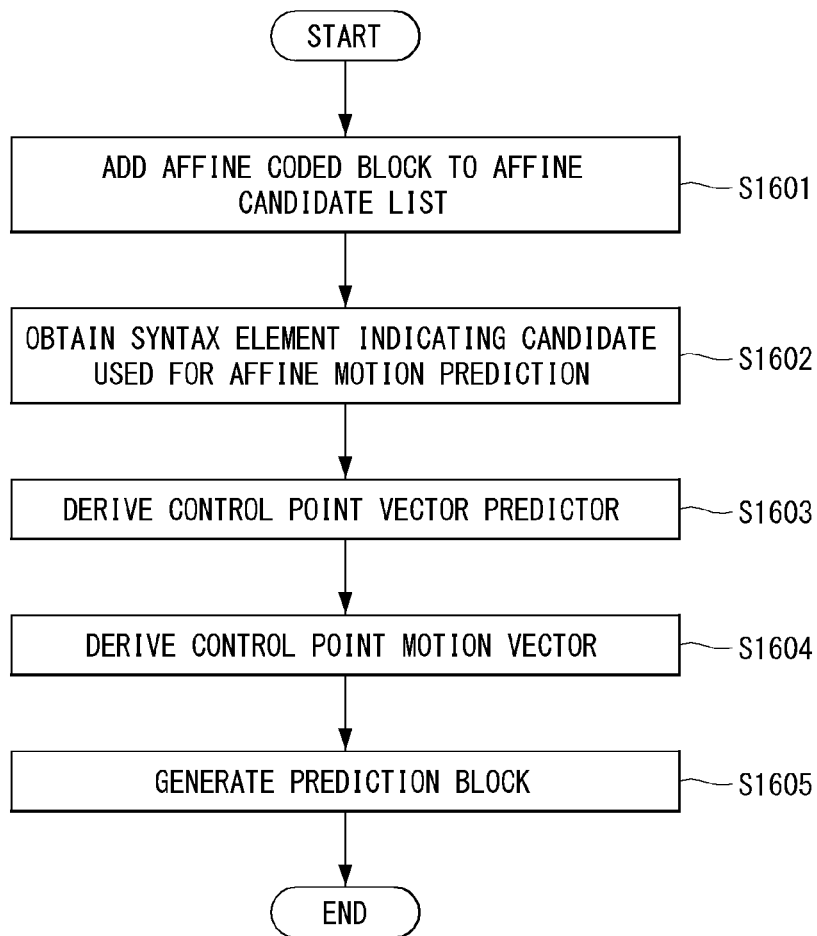 START
ADD AFFINE CODED BLOCK TO AFFINE
CANDIDATE LIST
S1601
OBTAIN SYNTAX ELEMENT INDICATING CANDIDATE
USED FOR AFFINE MOTION PREDICTION
S1602
DERIVE CONTROL POINT VECTOR PREDICTOR
S1603
DERIVE CONTROL POINT MOTION VECTOR
S1604
GENERATE PREDICTION BLOCK
S1605
END